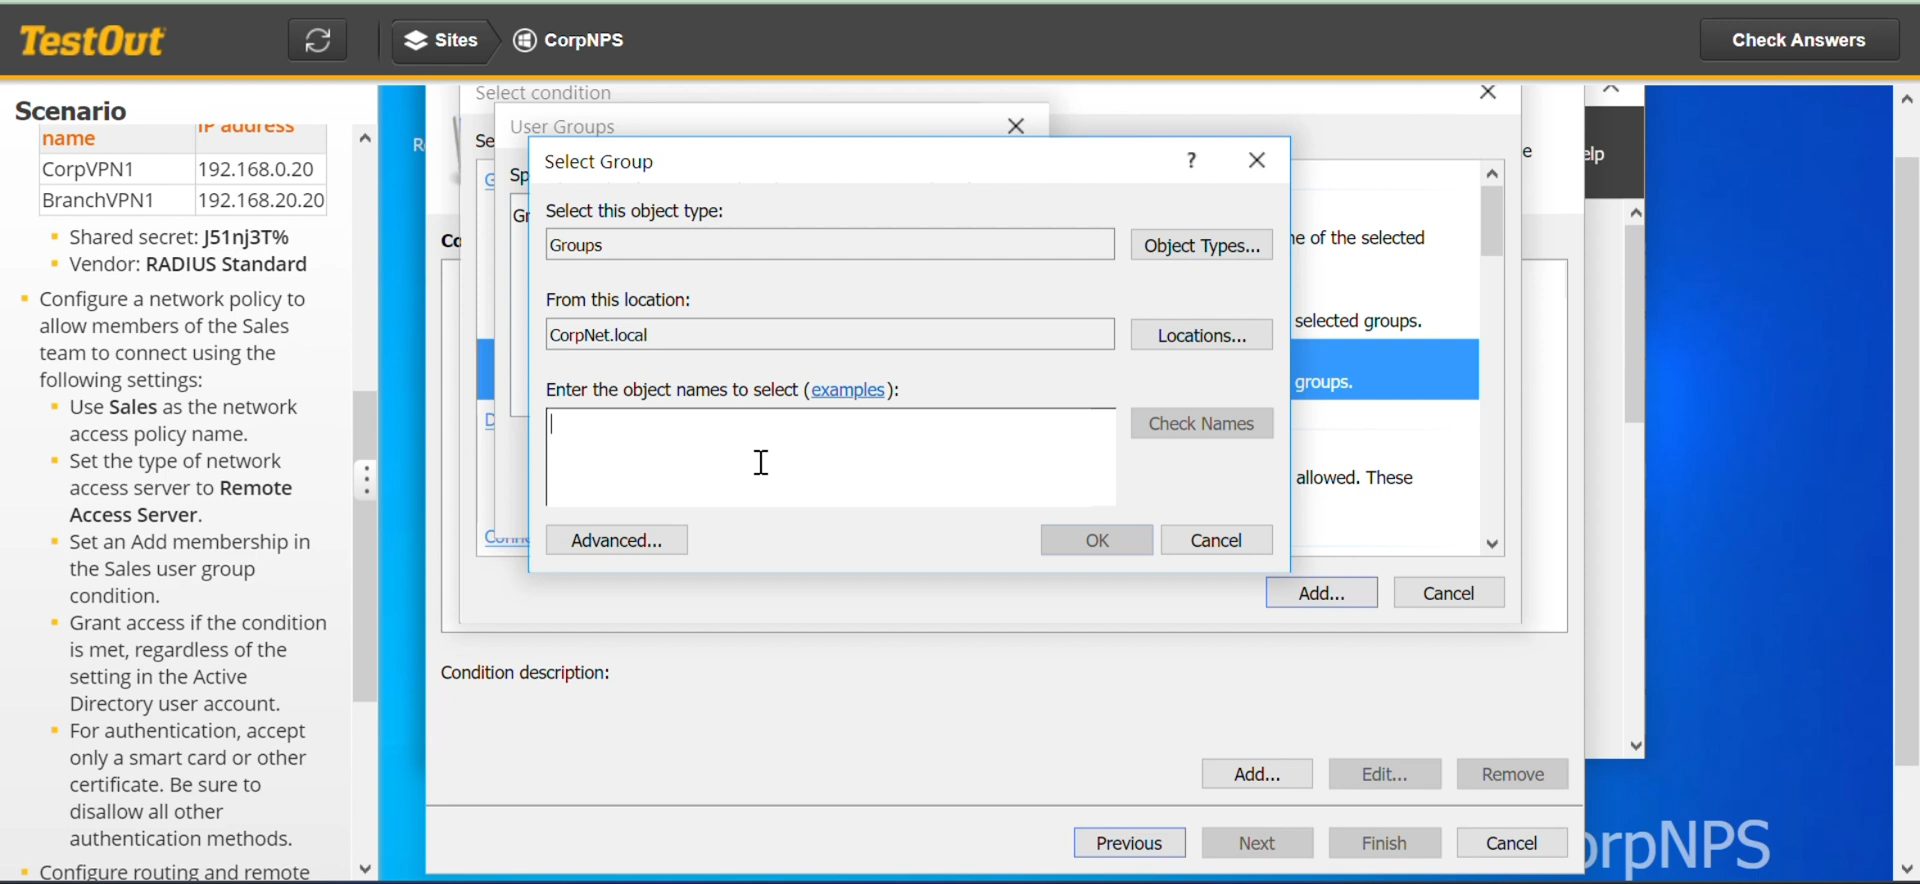 TestOut
Sites
CorpNPS
Check Answers
Scenario
name
IP address
CorpVPN1
192.168.0.20
BranchVPN1
192.168.20.20
Shared secret: J51nj3T%
Vendor: RADIUS Standard
Configure a network policy to
allow members of the Sales
team to connect using the
following settings:
Use Sales as the network
access policy name.
Set the type of network
access server to Remote
Access Server.
Set an Add membership in
the Sales user group
condition.
Grant access if the condition
is met, regardless of the
setting in the Active
Directory user account.
For authentication, accept
only a smart card or other
certificate. Be sure to
disallow all other
authentication methods.
Configure routing and remote
Select condition
User Groups
Select Group
?
Select this object type:
Groups
Object Types...
From this location:
CorpNet.local
Locations...
Enter the object names to select (examples):
Check Names
Advanced...
OK
Cancel
Se
Sp
Gr
Co
R
e
elp
ne of the selected
selected groups.
groups.
allowed. These
Add...
Cancel
Condition description:
Add...
Edit...
Remove
Previous
Next
Finish
Cancel
orpNPS